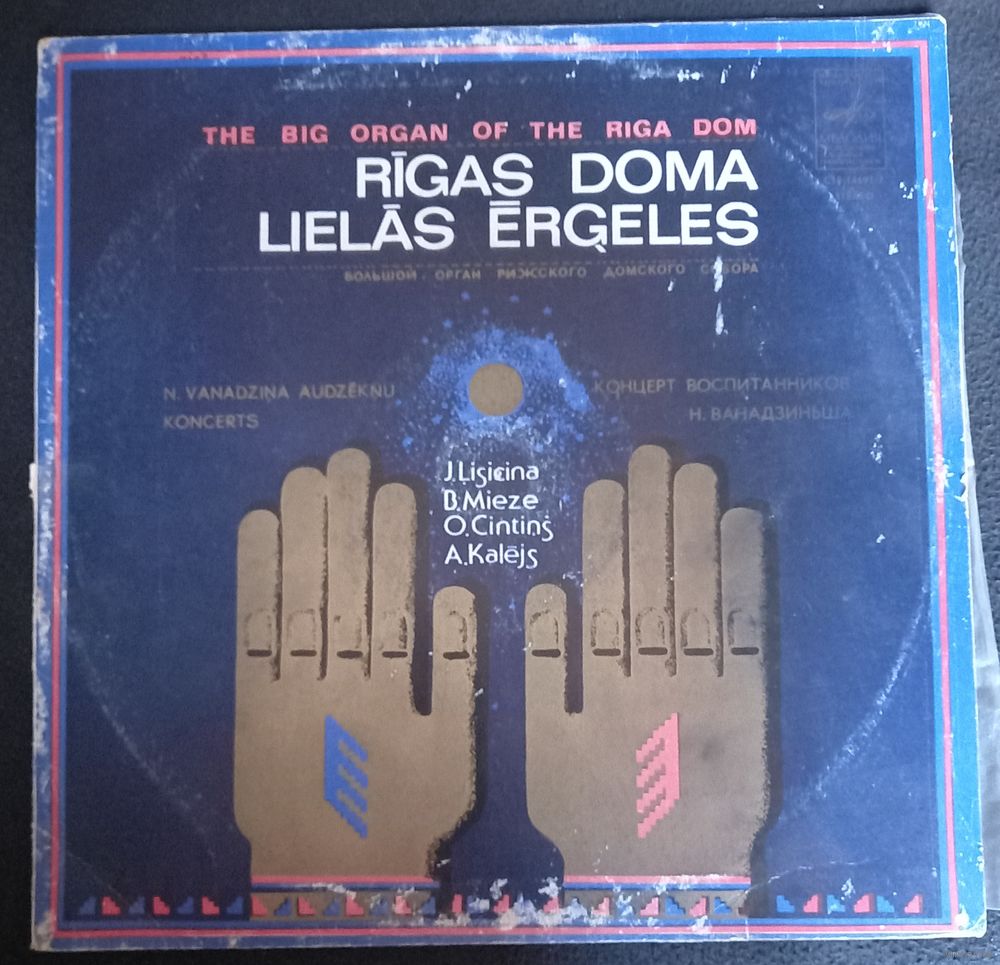 THE BIG ORGAN OF THE RIGA DOM
RĪGAS DOMA
LIELĀS ĒRĢELES
БОЛЬШОЙ ОРГАН РИЖСКОГО ДОМСКОГО СОБОРА
N. VANADZIŅA AUDZĒKŅU
KONCERTS
КОНЦЕРТ ВОСПИТАННИКОВ
Н. ВАНАДЗИНЬША
J.Lisicina
B.Mieze
O.Cintiņš
A.Kalējs